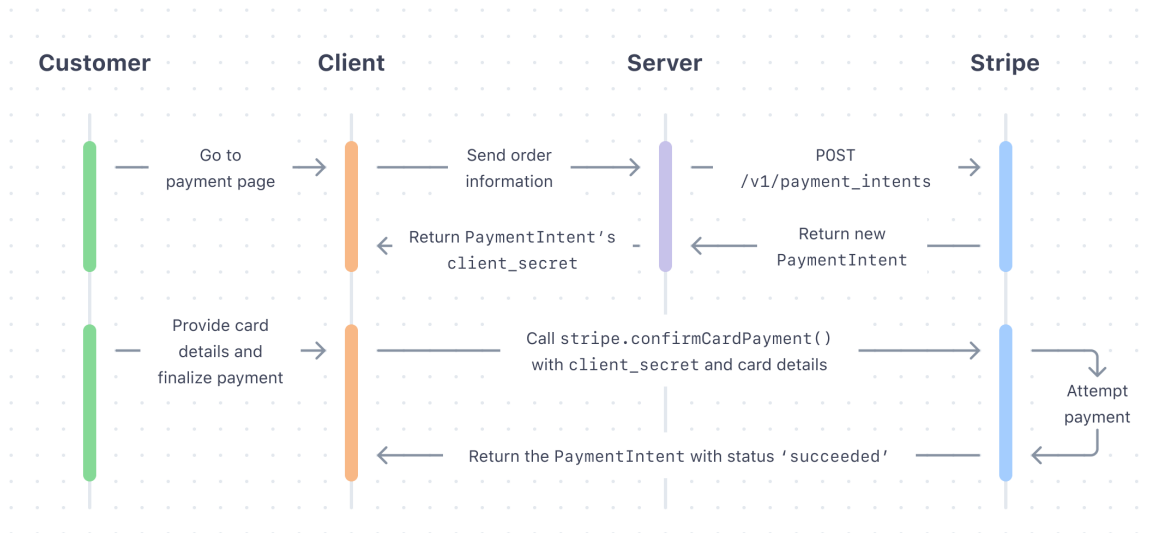 Customer
Client
Server
Stripe
Go to
payment page
Send order
information
POST
/v1/payment_intents
Return PaymentIntent’s
client_secret
Return new
PaymentIntent
Provide card
details and
finalize payment
Call stripe.confirmCardPayment()
with client_secret and card details
Attempt
payment
Return the PaymentIntent with status ‘succeeded’